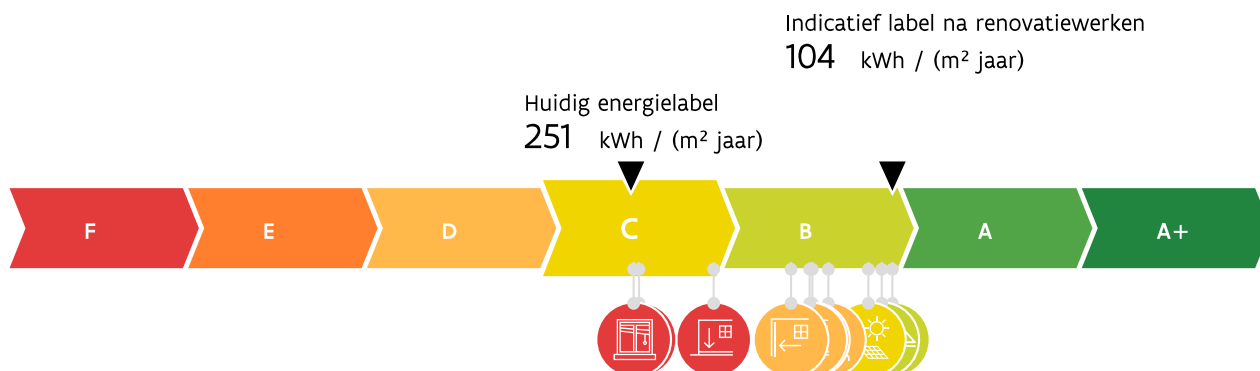 Indicatief label na renovatiewerken
104 kWh / (m² jaar)
Huidig energielabel
251 kWh / (m² jaar)
F E D C B A A+